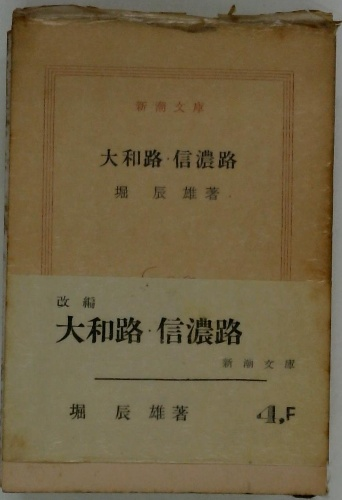 新潮文庫
大和路・信濃路
堀 辰 雄 著
改 編
大和路・信濃路
新潮文庫
堀 辰 雄 著